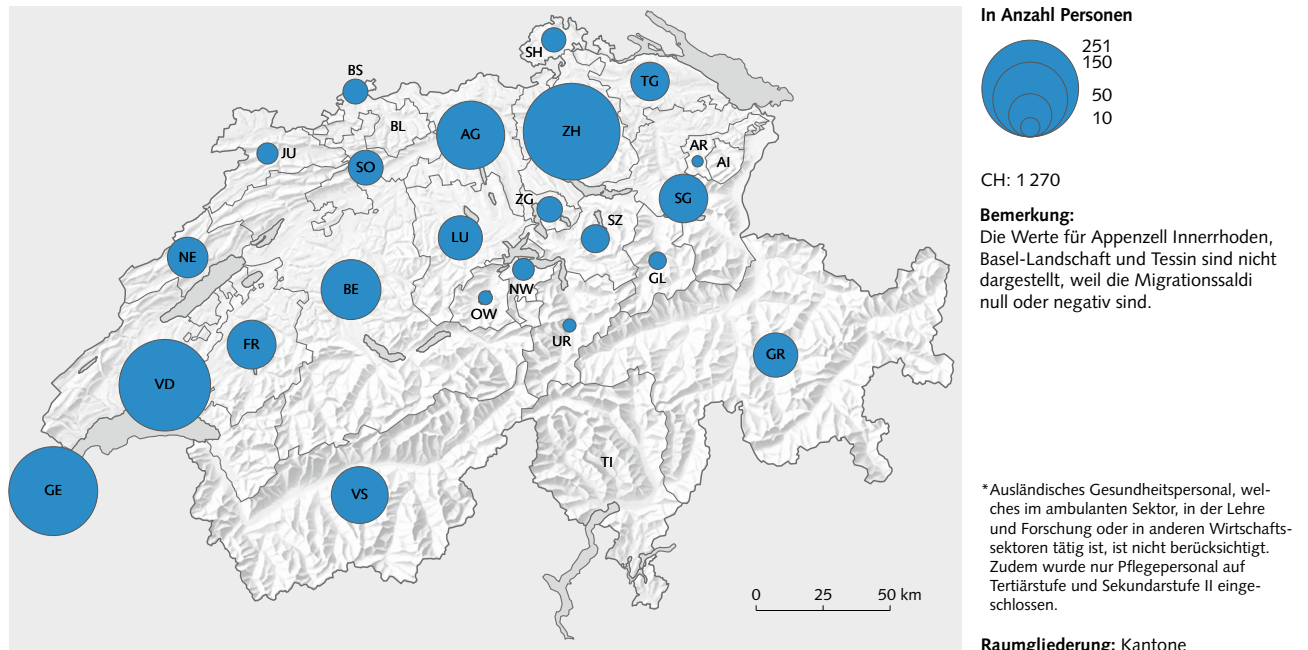 SH
BS
TG
BL
AG
ZH
AR
JU
AI
SO
SG
ZG
SZ
LU
NE
GL
NW
BE
OW
UR
FR
GR
VD
TI
GE
VS
0 25 50 km
In Anzahl Personen
251
150
50
10
CH: 1 270
Bemerkung:
Die Werte für Appenzell Innerrhoden,
Basel-Landschaft und Tessin sind nicht
dargestellt, weil die Migrationssaldi
null oder negativ sind.
*Ausländisches Gesundheitspersonal, wel-
ches im ambulanten Sektor, in der Lehre
und Forschung oder in anderen Wirtschafts-
sektoren tätig ist, ist nicht berücksichtigt.
Zudem wurde nur Pflegepersonal auf
Tertiärstufe und Sekundarstufe II einge-
schlossen.
Raumgliederung: Kantone